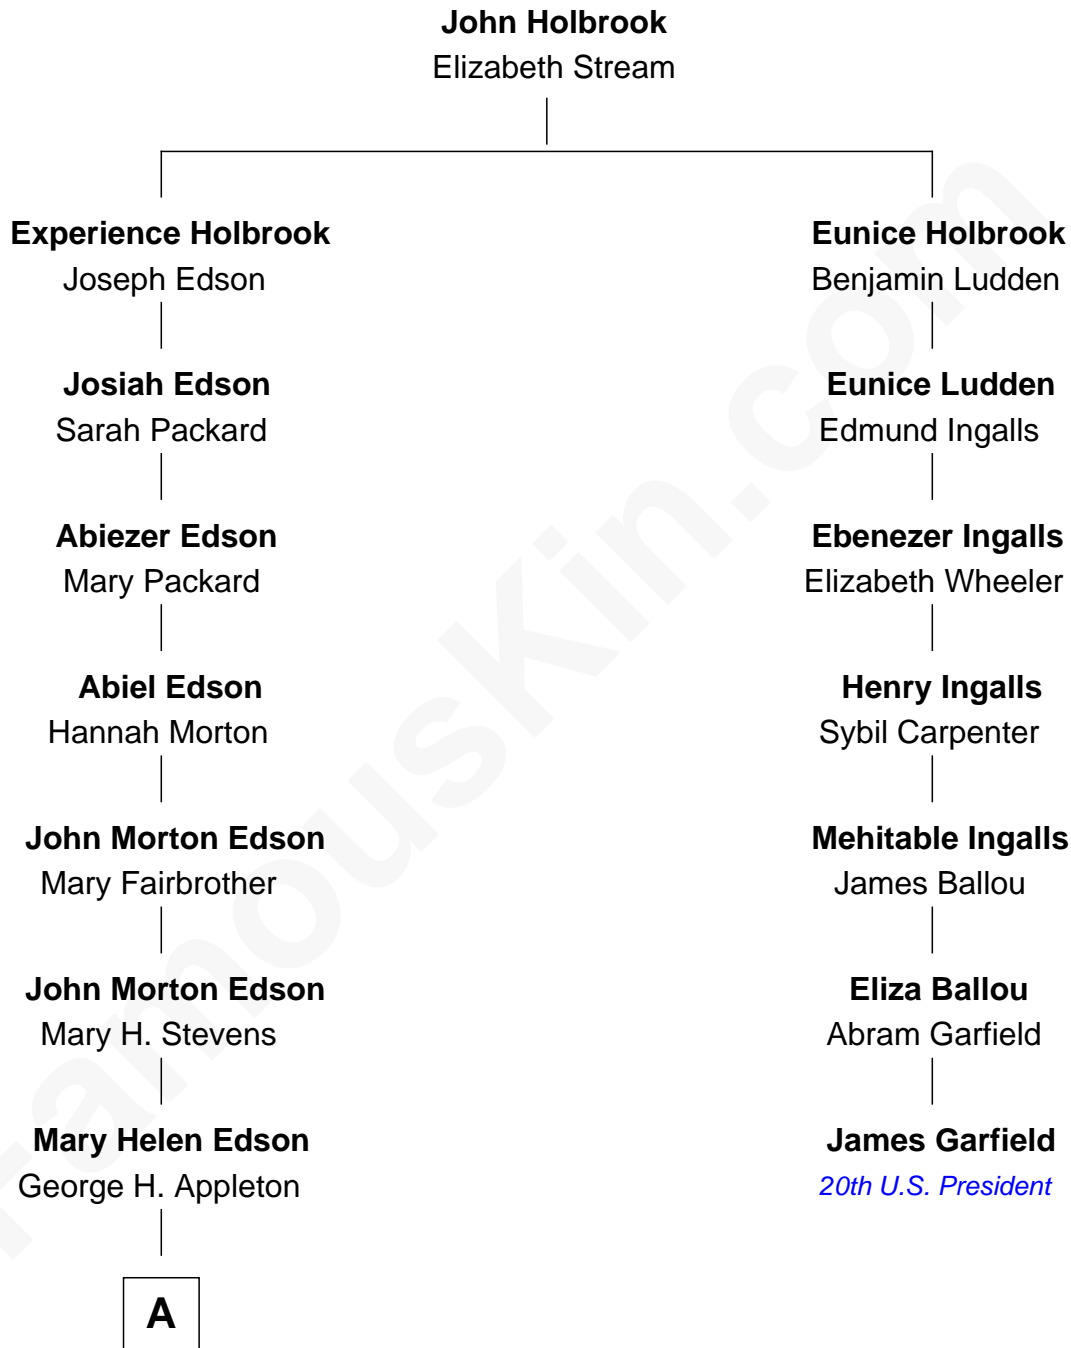 John Holbrook
Elizabeth Stream
Experience Holbrook
Joseph Edson
Eunice Holbrook
Benjamin Ludden
Josiah Edson
Sarah Packard
Eunice Ludden
Edmund Ingalls
Abiezer Edson
Mary Packard
Ebenezer Ingalls
Elizabeth Wheeler
Abiel Edson
Hannah Morton
Henry Ingalls
Sybil Carpenter
John Morton Edson
Mary Fairbrother
Mehitable Ingalls
James Ballou
John Morton Edson
Mary H. Stevens
Eliza Ballou
Abram Garfield
Mary Helen Edson
George H. Appleton
James Garfield
20th U.S. President
A
FamousKin.com